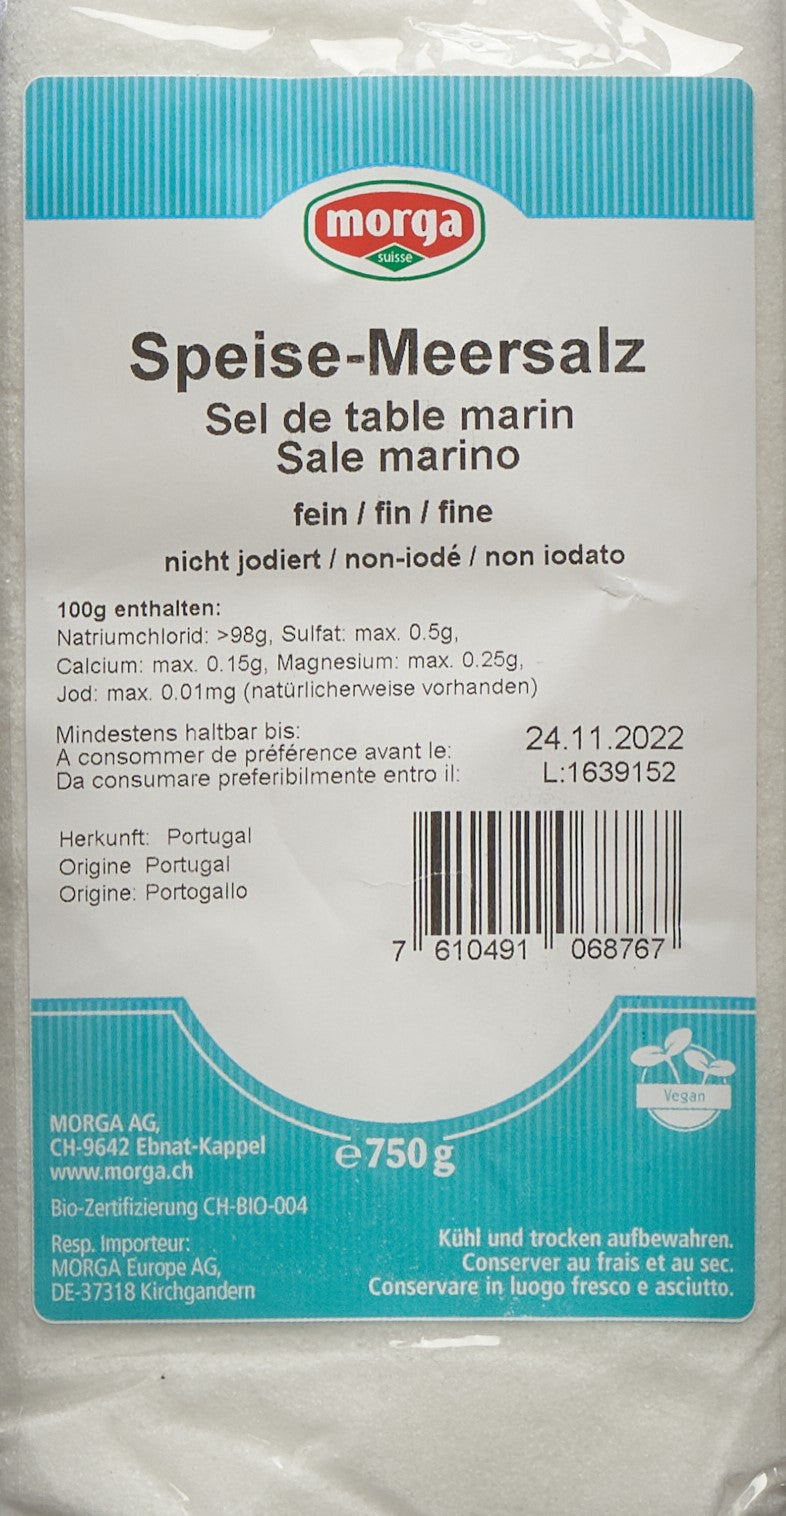 morga
suisse
Speise-Meersalz
Sel de table marin
Sale marino
fein / fin / fine
nicht jodiert / non-iodé / non iodato
100g enthalten:
Natriumchlorid: >98g, Sulfat: max. 0.5g,
Calcium: max. 0.15g, Magnesium: max. 0.25g,
Jod: max. 0.01mg (natürlicherweise vorhanden)
Mindestens haltbar bis:
A consommer de préférence avant le:
Da consumare preferibilmente entro il:
24.11.2022
L:1639152
Herkunft: Portugal
Origine Portugal
Origine: Portogallo
7 610491 068767
Vegan
MORGA AG,
CH-9642 Ebnat-Kappel
www.morga.ch
Bio-Zertifizierung CH-BIO-004
Resp. Importeur:
MORGA Europe AG,
DE-37318 Kirchgandern
℮750g
Kühl und trocken aufbewahren.
Conserver au frais et au sec.
Conservare in luogo fresco e asciutto.